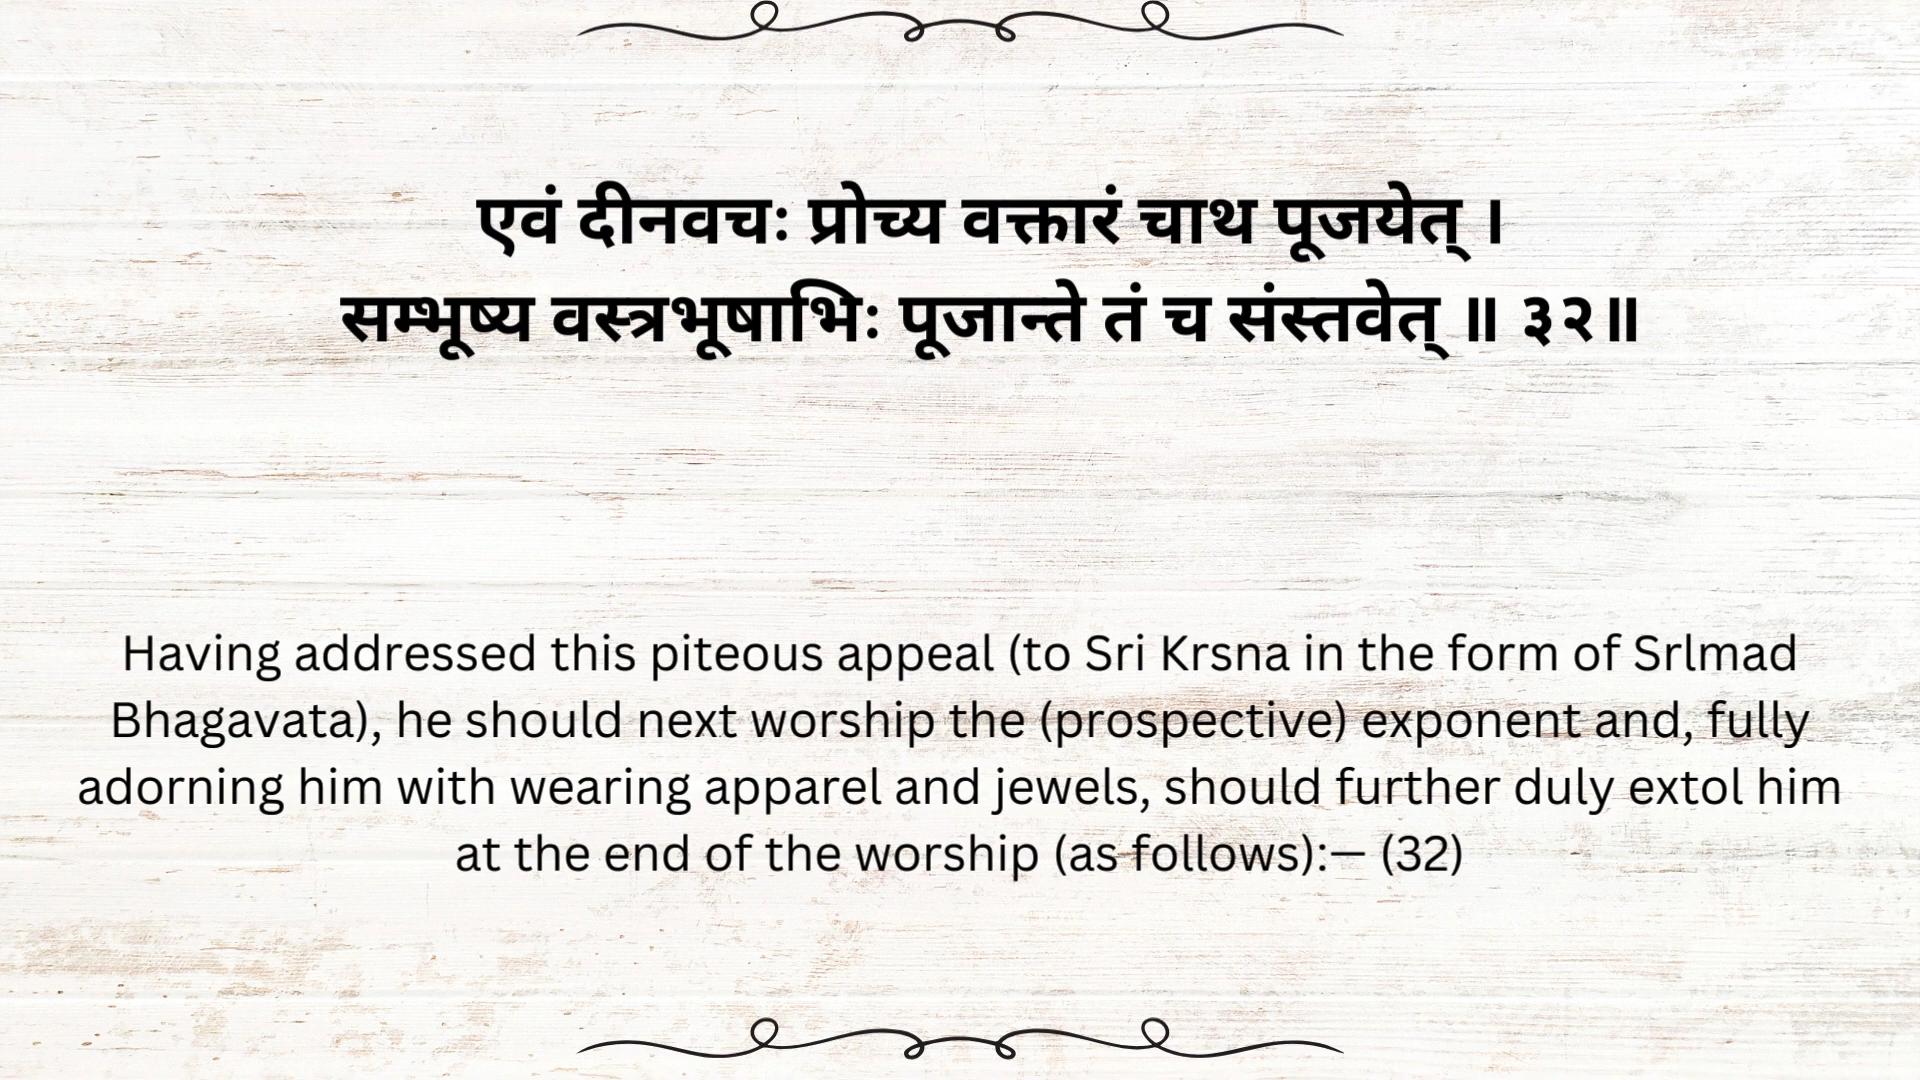 एवं दीनवचः प्रोच्य वक्तारं चाथ पूजयेत् ।
सम्भूष्य वस्त्रभूषाभिः पूजान्ते तं च संस्तवेत् ॥ ३२॥
Having addressed this piteous appeal (to Sri Krsna in the form of Srlmad
Bhagavata), he should next worship the (prospective) exponent and, fully
adorning him with wearing apparel and jewels, should further duly extol him
at the end of the worship (as follows):— (32)